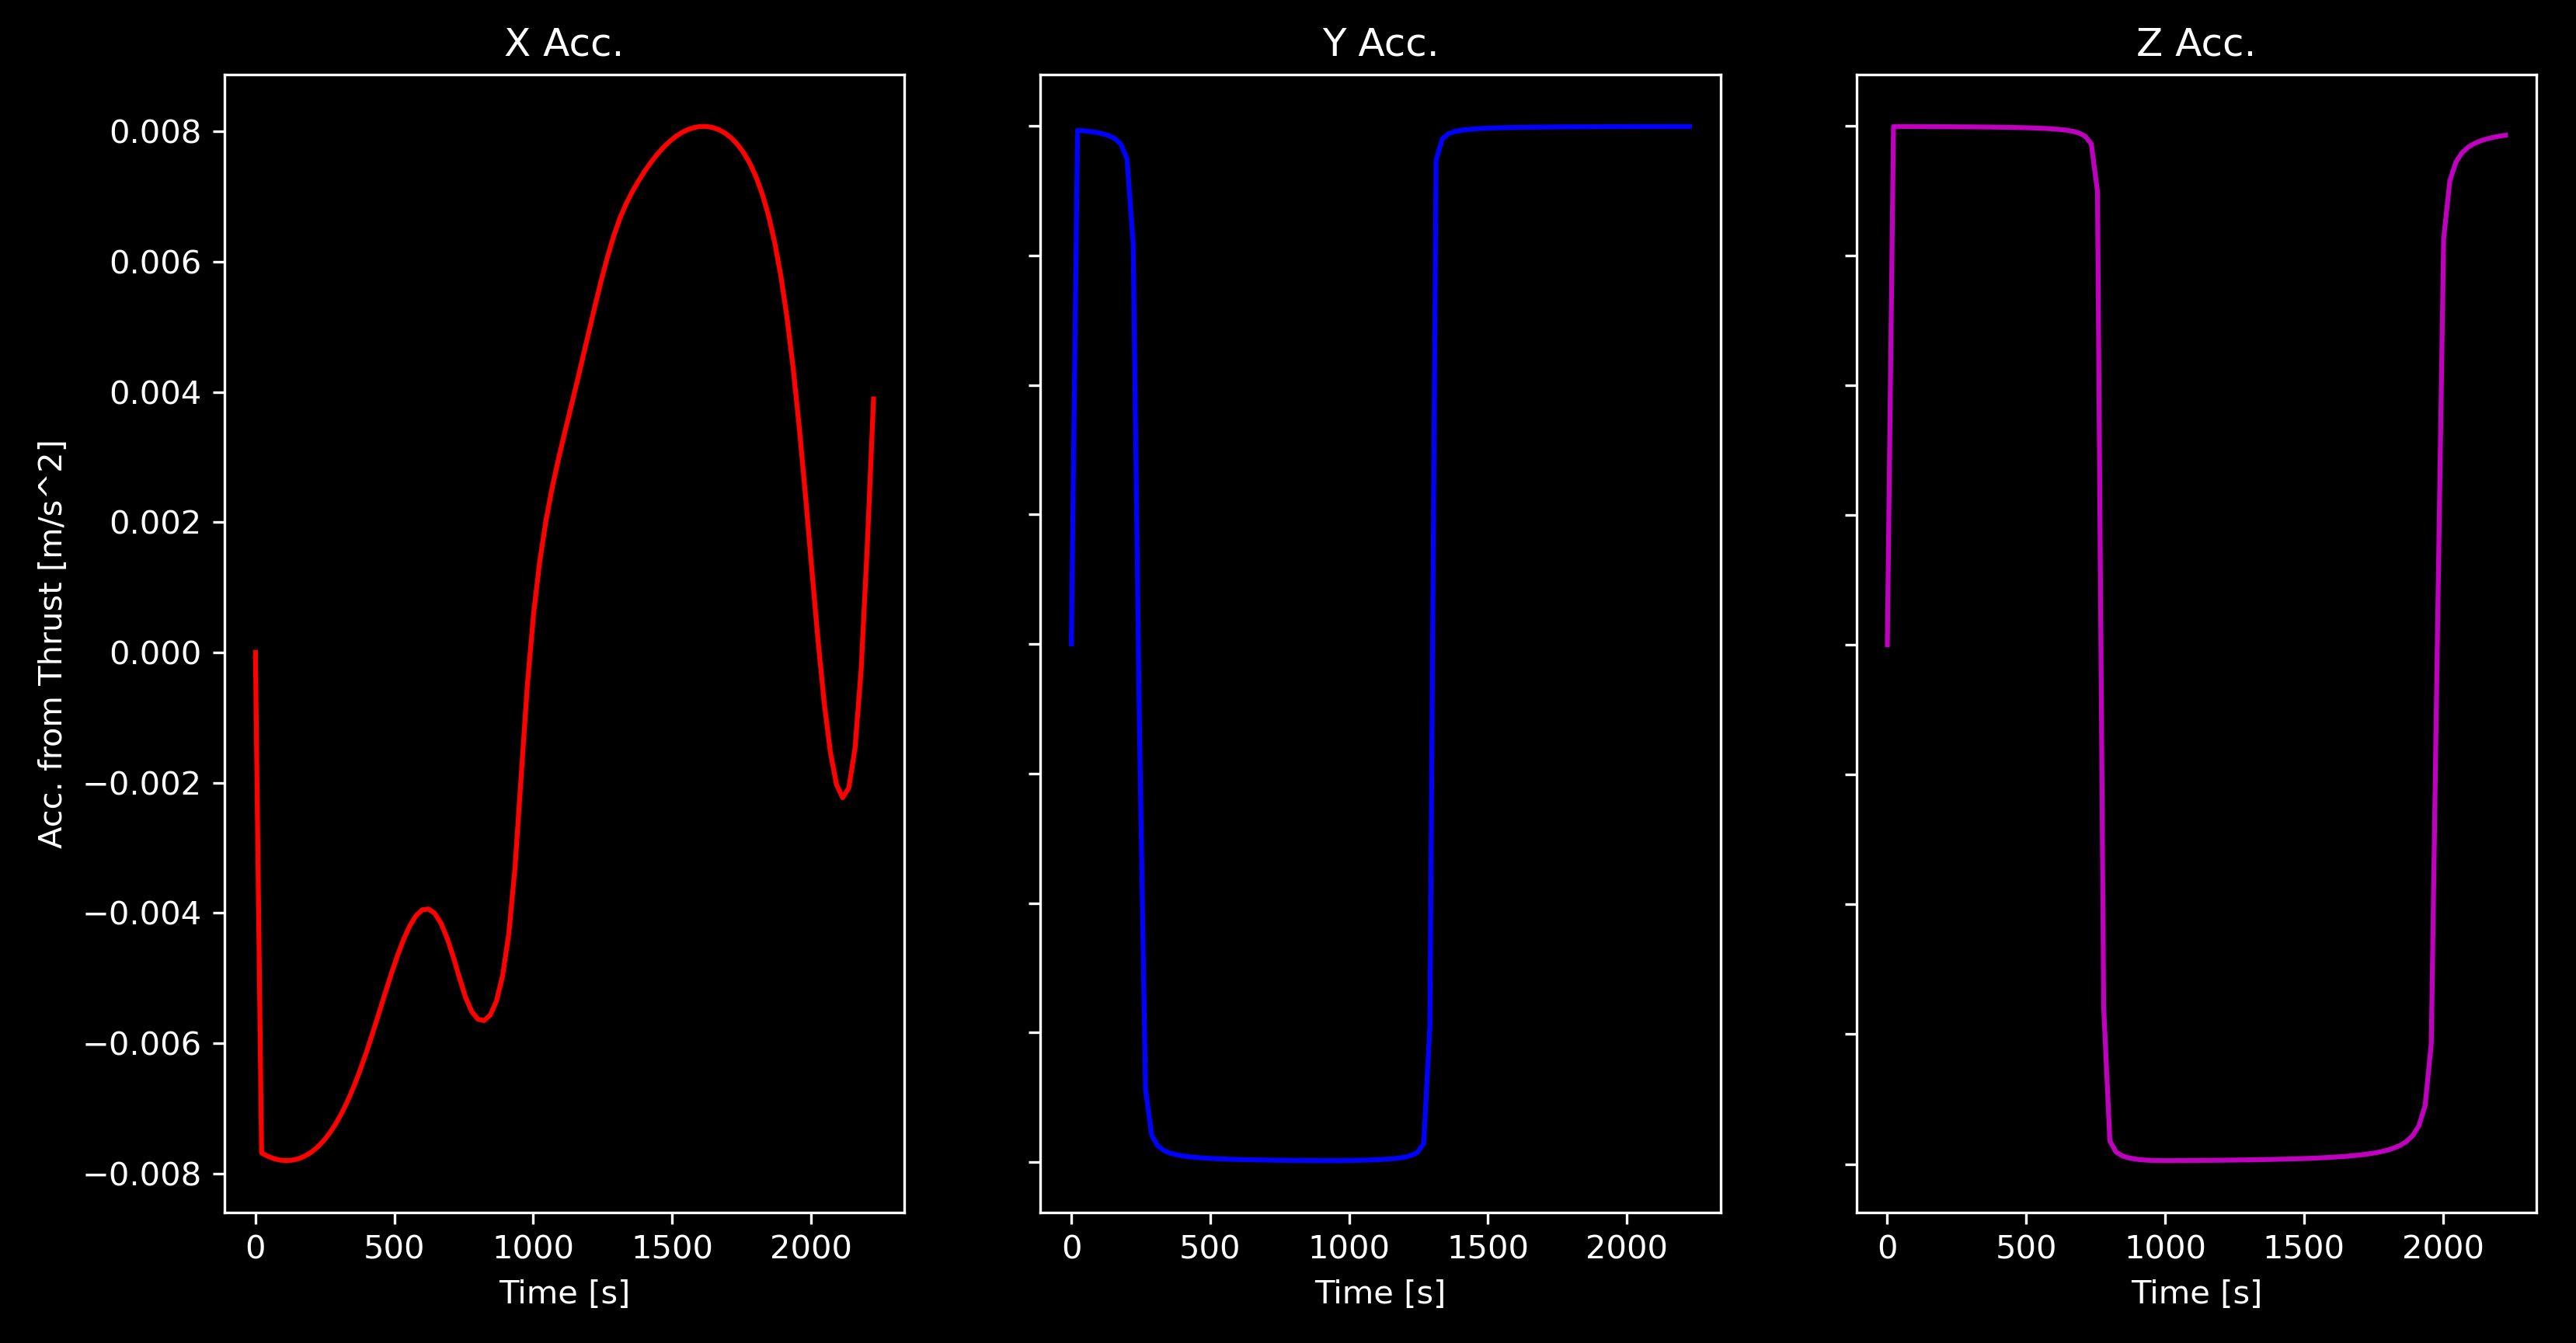 X Acc.
Y Acc.
Z Acc.
Acc. from Thrust [m/s^2]
0.008
0.006
0.004
0.002
0.000
−0.002
−0.004
−0.006
−0.008
0 500 1000 1500 2000
0 500 1000 1500 2000
0 500 1000 1500 2000
Time [s]
Time [s]
Time [s]